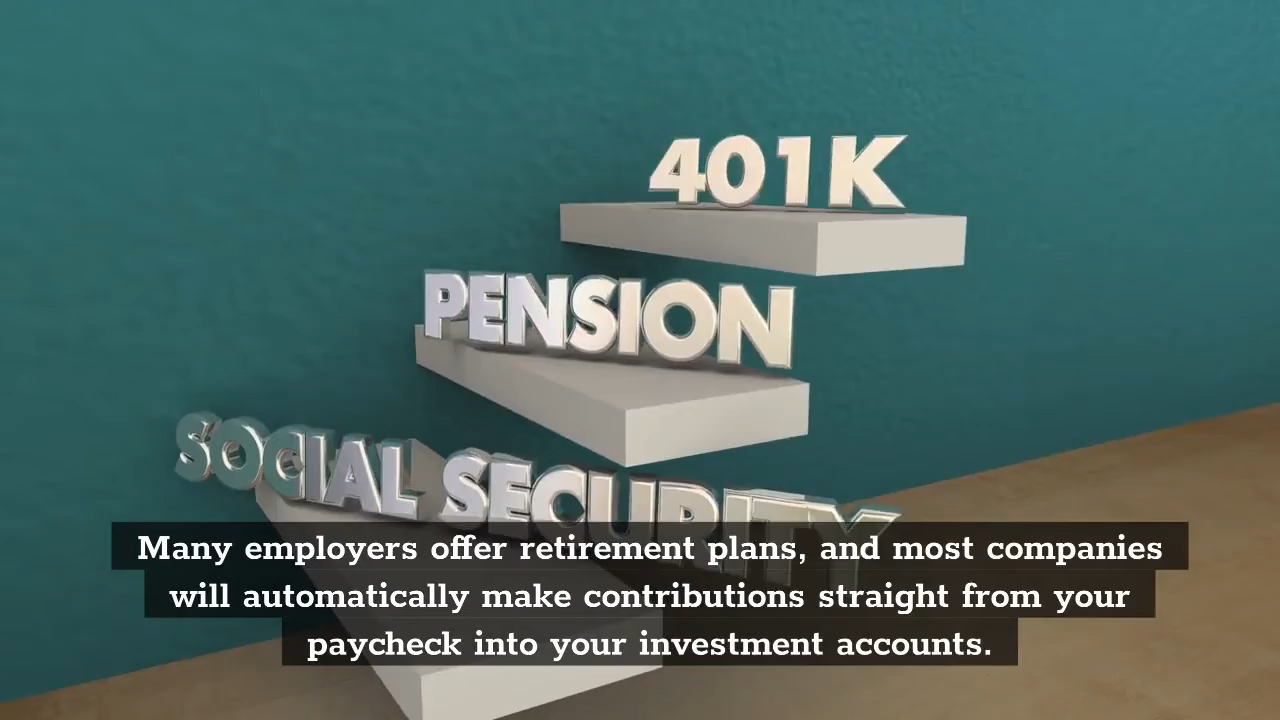 401K
PENSION
SOCIAL SECURITY
Many employers offer retirement plans, and most companies
will automatically make contributions straight from your
paycheck into your investment accounts.